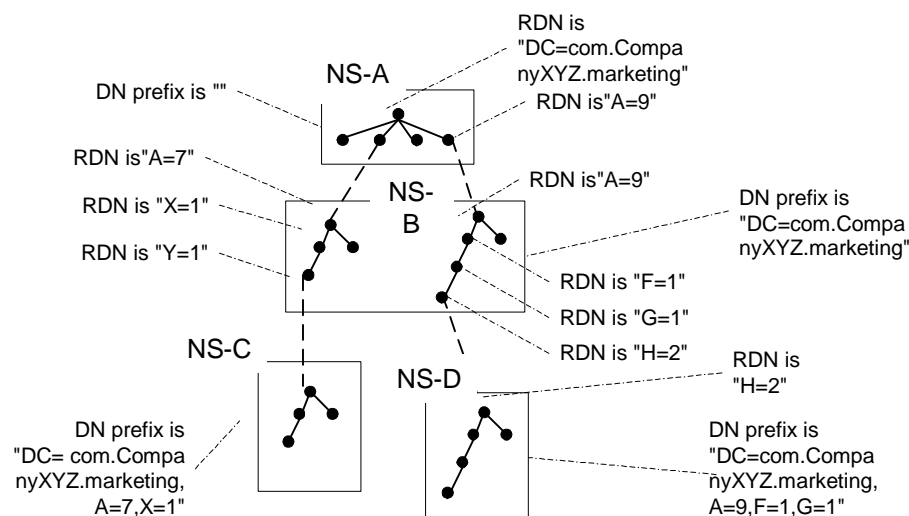 RDN is
"DC=com.Compa
nyXYZ.marketing"
NS-A
DN prefix is ""
RDN is"A=9"
RDN is"A=7"
NS-
B
RDN is"A=9"
RDN is "X=1"
DN prefix is
"DC=com.Compa
nyXYZ.marketing"
RDN is "Y=1"
RDN is "F=1"
RDN is "G=1"
RDN is "H=2"
NS-C
NS-D
RDN is
"H=2"
DN prefix is
"DC= com.Compa
nyXYZ.marketing,
A=7,X=1"
DN prefix is
"DC=com.Compa
nyXYZ.marketing,
A=9,F=1,G=1"